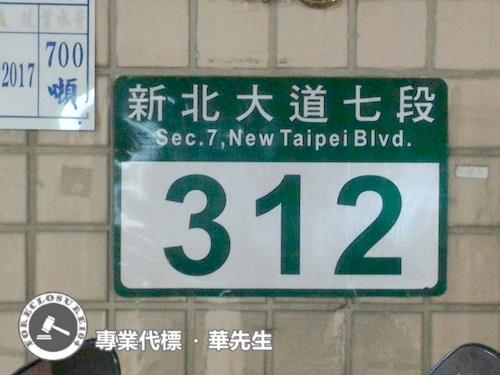 700
2017
噸
新北大道七段
Sec.7,New Taipei Blvd.
312
專業代標 · 華先生